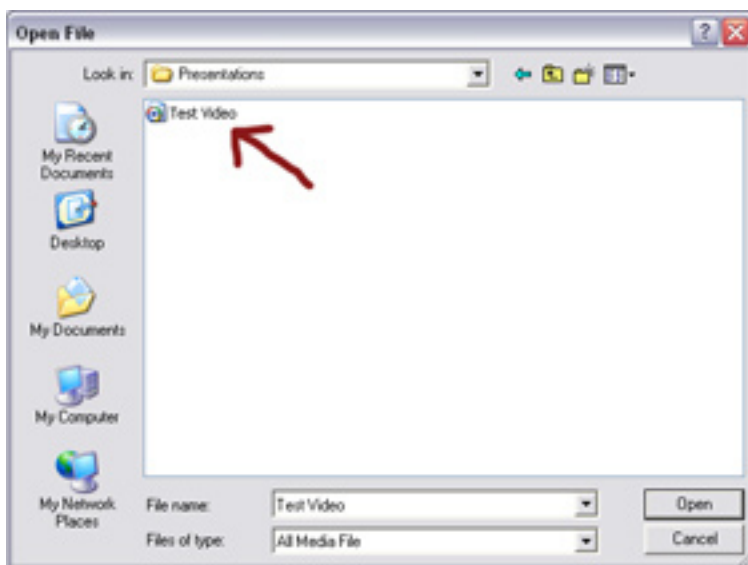 Open File
Look in: Presentations
Test Video
My Recent
Documents
Desktop
My Documents
My Computer
My Network
Places
File name: Test Video Open
Files of type: All Media File Cancel